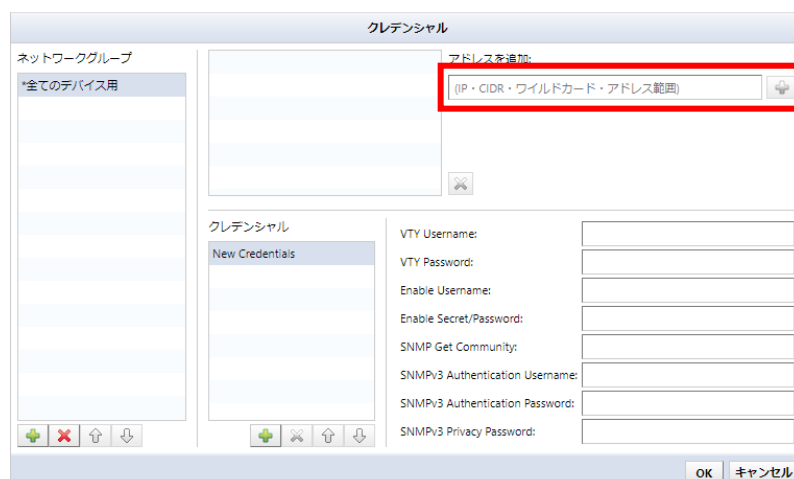 クレデンシャル
ネットワークグループ
*全てのデバイス用
アドレスを追加:
(IP・CIDR・ワイルドカード・アドレス範囲)
クレデンシャル
New Credentials
VTY Username:
VTY Password:
Enable Username:
Enable Secret/Password:
SNMP Get Community:
SNMPv3 Authentication Username:
SNMPv3 Authentication Password:
SNMPv3 Privacy Password:
OK キャンセル